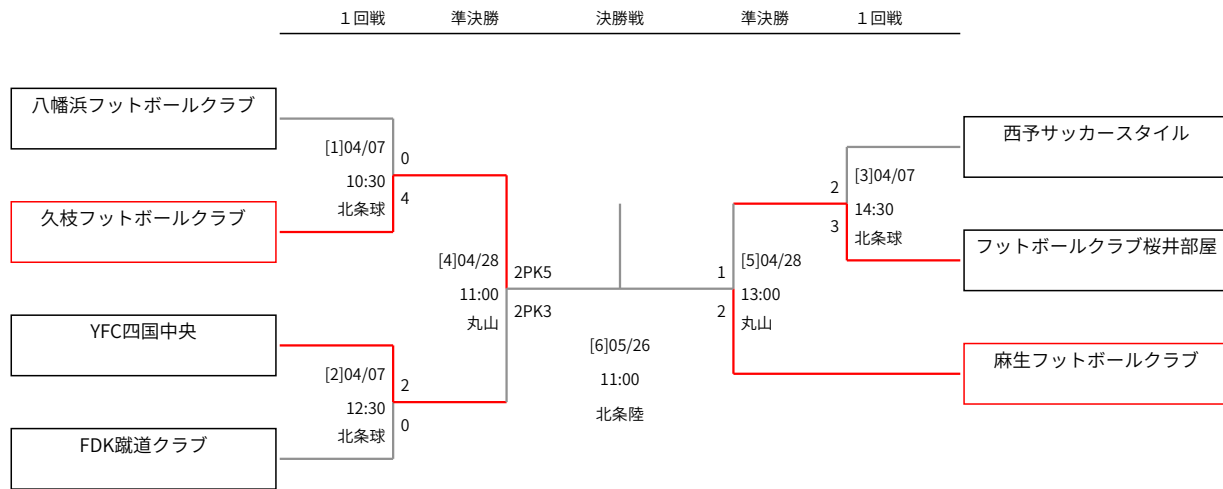 １回戦
準決勝
決勝戦
準決勝
１回戦
八幡浜フットボールクラブ
[1]04/07
10:30
北条球
0
4
久枝フットボールクラブ
[4]04/28
11:00
丸山
2PK5
2PK3
YFC四国中央
[2]04/07
12:30
北条球
2
0
FDK蹴道クラブ
[6]05/26
11:00
北条陸
西予サッカースタイル
2
3
[3]04/07
14:30
北条球
フットボールクラブ桜井部屋
1
2
[5]04/28
13:00
丸山
麻生フットボールクラブ